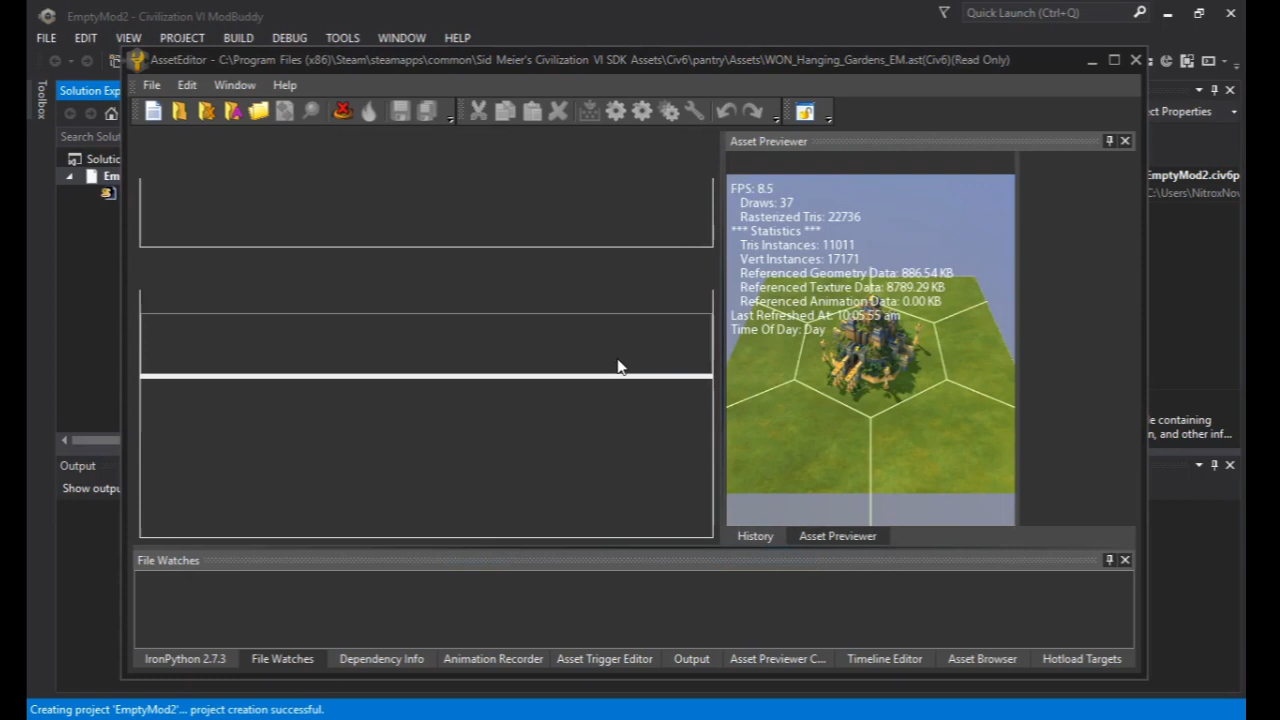 EmptyMod2 - Civilization VI ModBuddy
Quick Launch (Ctrl+Q)
FILE EDIT VIEW PROJECT BUILD DEBUG TOOLS WINDOW HELP
AssetEditor - C:\Program Files (x86)\Steam\steamapps\common\Sid Meier's Civilization VI SDK Assets\Civ6\pantry\Assets\WON_Hanging_Gardens_EM.ast(Civ6)(Read Only)
File Edit Window Help
Toolbox
Solution Exp
Search Solu
Solutio
Em
Output
Show outpu
Asset Previewer
FPS: 8.5
Draws: 37
Rasterized Tris: 22736
*** Statistics ***
Tris Instances: 11011
Vert Instances: 17171
Referenced Geometry Data: 886.54 KB
Referenced Texture Data: 8789.29 KB
Referenced Animation Data: 0.00 KB
Last Refreshed At: 10:05:55 am
Time Of Day: Day
History Asset Previewer
ct Properties
EmptyMod2.civ6p
C:\Users\NitroxNov
le containing
n, and other inf...
File Watches
IronPython 2.7.3 File Watches Dependency Info Animation Recorder Asset Trigger Editor Output Asset Previewer C... Timeline Editor Asset Browser Hotload Targets
Creating project 'EmptyMod2'... project creation successful.